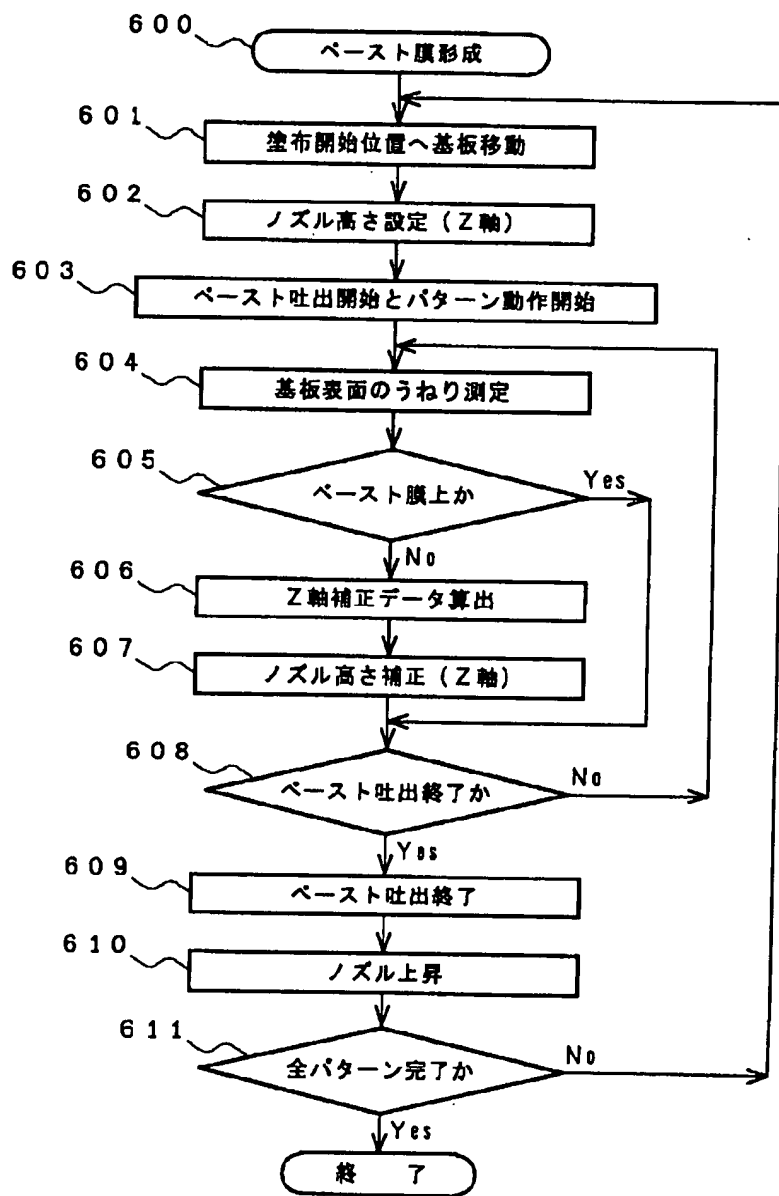 ６００
ペースト膜形成
６０１
塗布開始位置へ基板移動
６０２
ノズル高さ設定（Ｚ軸）
６０３
ペースト吐出開始とパターン動作開始
６０４
基板表面のうねり測定
６０５
ペースト膜上か
Yes
No
６０６
Ｚ軸補正データ算出
６０７
ノズル高さ補正（Ｚ軸）
６０８
ペースト吐出終了か
No
Yes
６０９
ペースト吐出終了
６１０
ノズル上昇
６１１
全パターン完了か
No
Yes
終　了